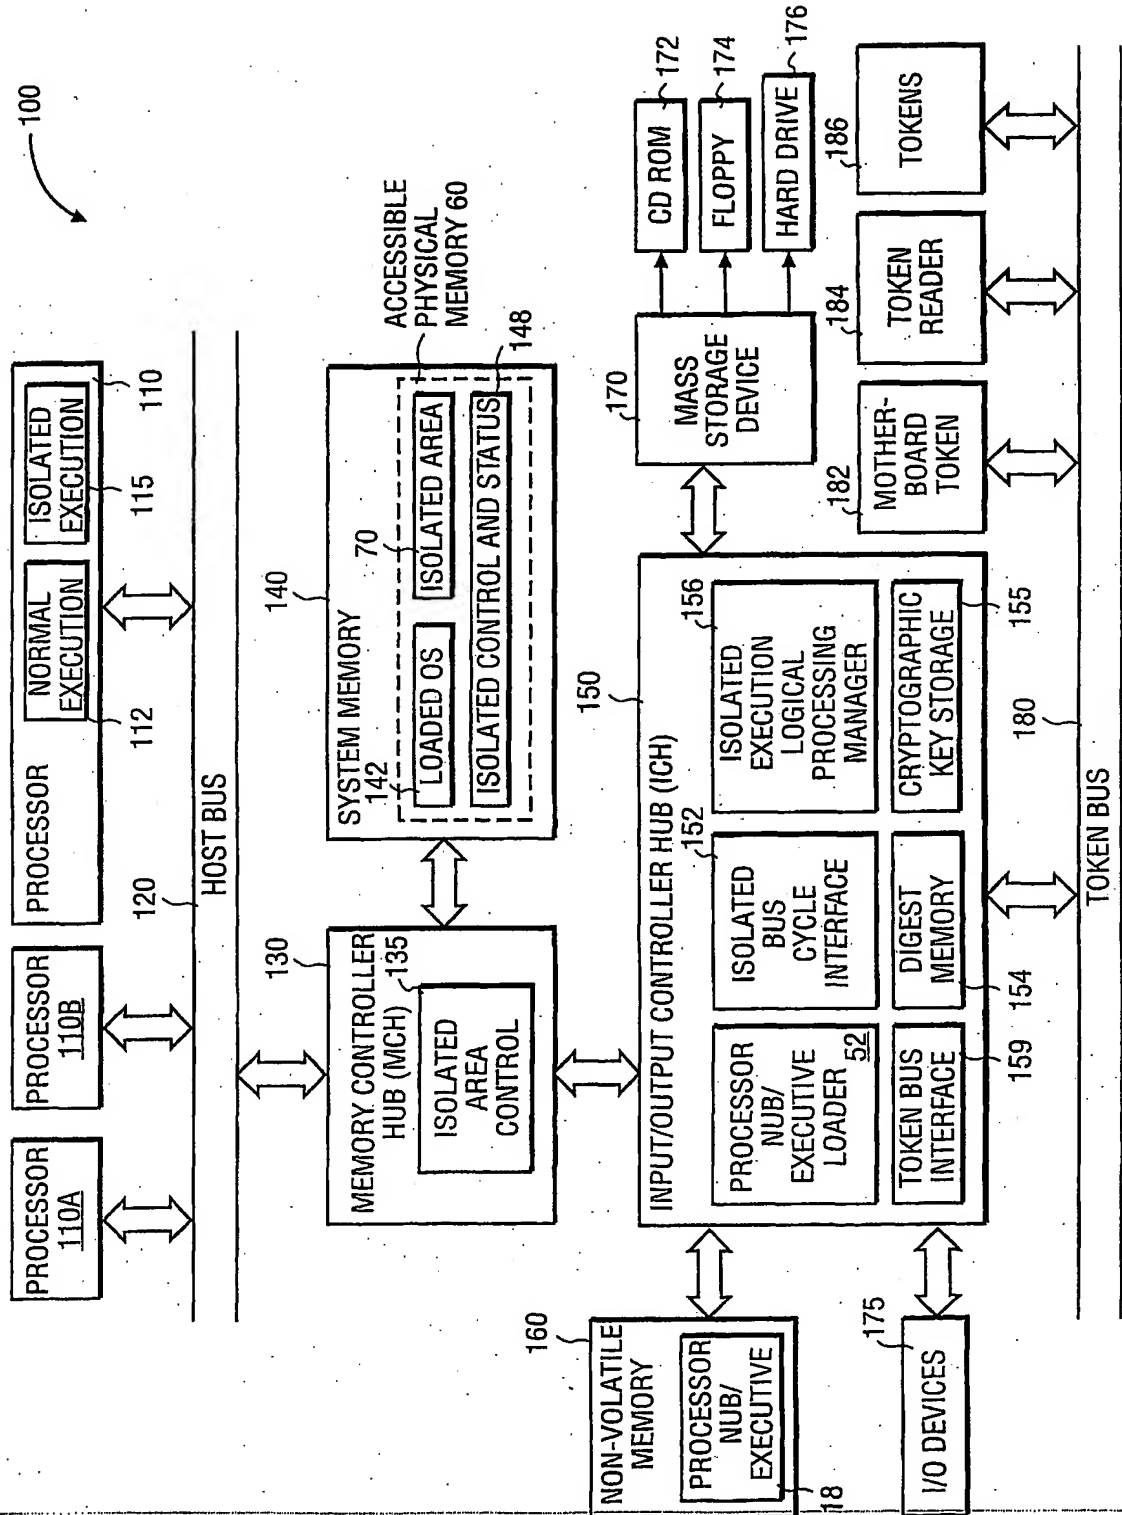 100
PROCESSOR
110A
PROCESSOR
110B
PROCESSOR
NORMAL
EXECUTION
112
ISOLATED
EXECUTION
115
110
120
HOST BUS
130
MEMORY CONTROLLER
HUB (MCH)
135
ISOLATED
AREA
CONTROL
140
SYSTEM MEMORY
142
LOADED OS
70
ISOLATED AREA
ISOLATED CONTROL AND STATUS
148
ACCESSIBLE
PHYSICAL
MEMORY 60
150
INPUT/OUTPUT CONTROLLER HUB (ICH)
PROCESSOR
NUB/
EXECUTIVE
LOADER
52
152
ISOLATED
BUS
CYCLE
INTERFACE
156
ISOLATED
EXECUTION
LOGICAL
PROCESSING
MANAGER
TOKEN BUS
INTERFACE
159
DIGEST
MEMORY
154
CRYPTOGRAPHIC
KEY STORAGE
155
160
NON-VOLATILE
MEMORY
PROCESSOR
NUB/
EXECUTIVE
18
175
I/O DEVICES
170
MASS
STORAGE
DEVICE
CD ROM
172
FLOPPY
174
HARD DRIVE
176
182
MOTHER-
BOARD
TOKEN
184
TOKEN
READER
186
TOKENS
180
TOKEN BUS